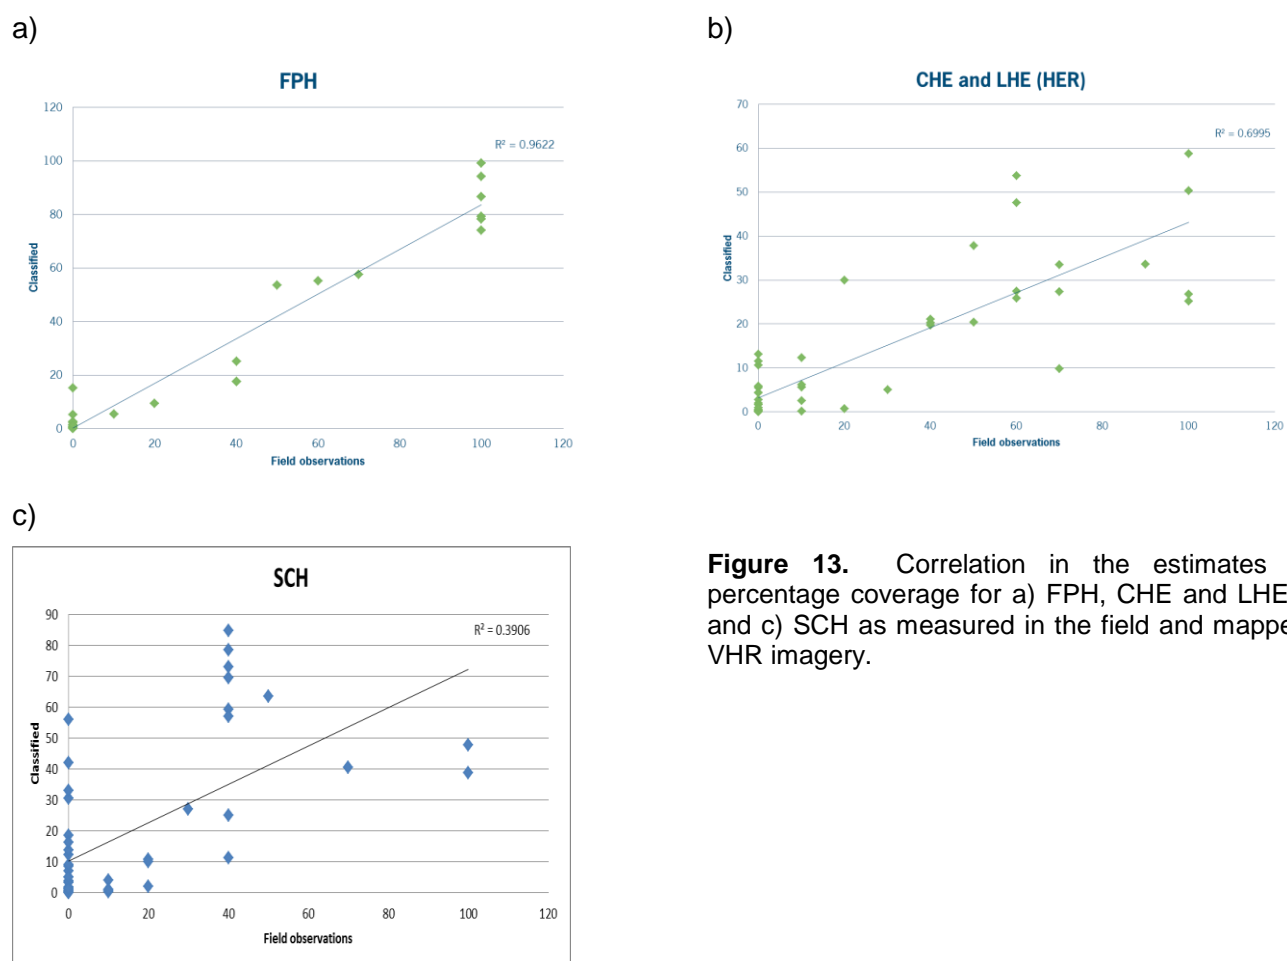 a)
b)
FPH
120
R² = 0.9622
100
80
60
40
20
0
Classified
0 20 40 60 80 100 120
Field observations
CHE and LHE (HER)
70
R² = 0.6995
60
50
40
30
20
10
0
Classified
0 20 40 60 80 100 120
Field observations
c)
SCH
90
R² = 0.3906
80
70
60
50
40
30
20
10
0
Classified
0 20 40 60 80 100 120
Field observations
Figure 13. Correlation in the estimates
percentage coverage for a) FPH, CHE and LHE
and c) SCH as measured in the field and mappe
VHR imagery.